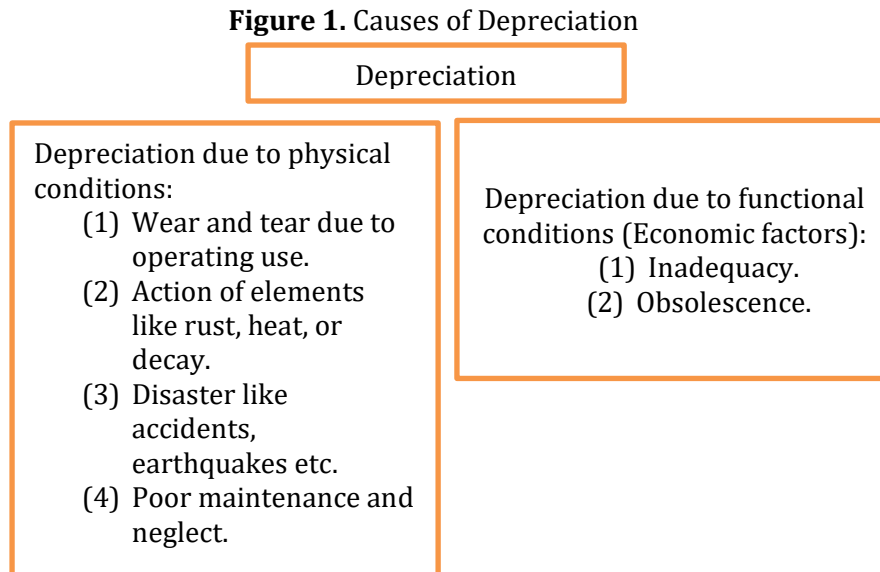 Figure 1. Causes of Depreciation
Depreciation
Depreciation due to physical
conditions:
(1) Wear and tear due to
operating use.
(2) Action of elements
like rust, heat, or
decay.
(3) Disaster like
accidents,
earthquakes etc.
(4) Poor maintenance and
neglect.
Depreciation due to functional
conditions (Economic factors):
(1) Inadequacy.
(2) Obsolescence.